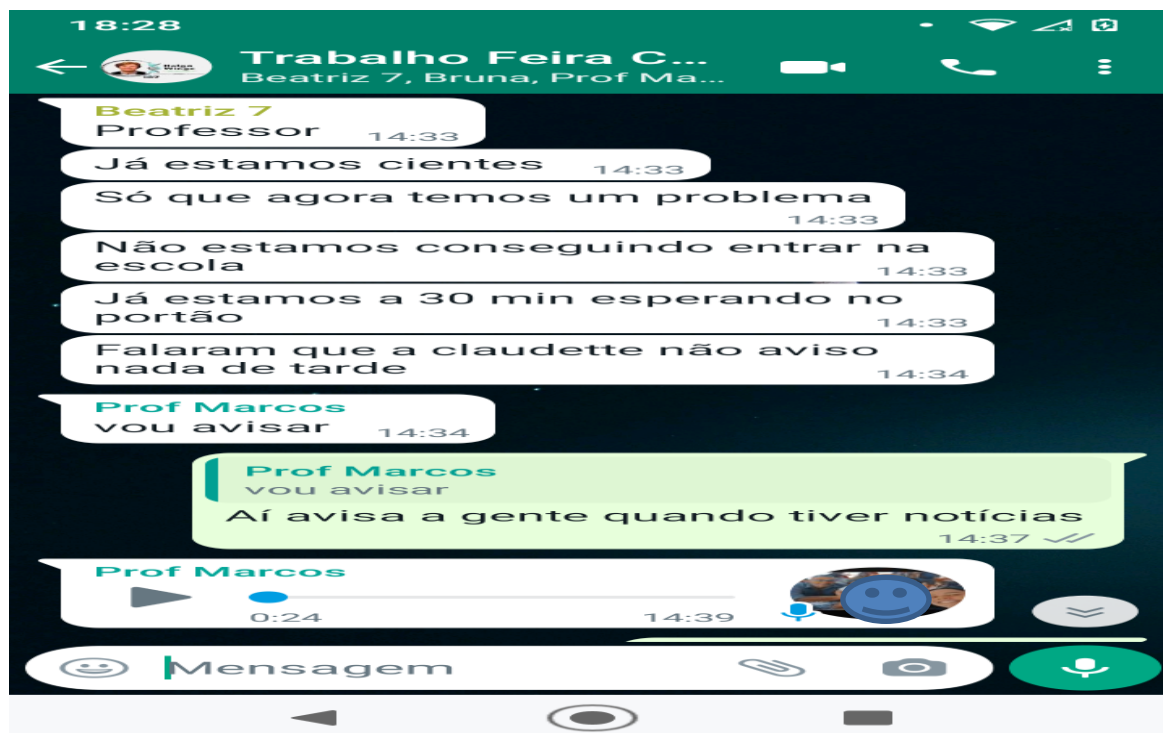 18:28
Trabalho Feira C...
Beatriz 7, Bruna, Prof Ma...
Beatriz 7
Professor 14:33
Já estamos cientes 14:33
Só que agora temos um problema
14:33
Não estamos conseguindo entrar na
escola 14:33
Já estamos a 30 min esperando no
portão 14:33
Falaram que a claudette não aviso
nada de tarde 14:34
Prof Marcos
vou avisar 14:34
Prof Marcos
vou avisar
Aí avisa a gente quando tiver notícias
14:37
Prof Marcos
0:24 14:39
Mensagem